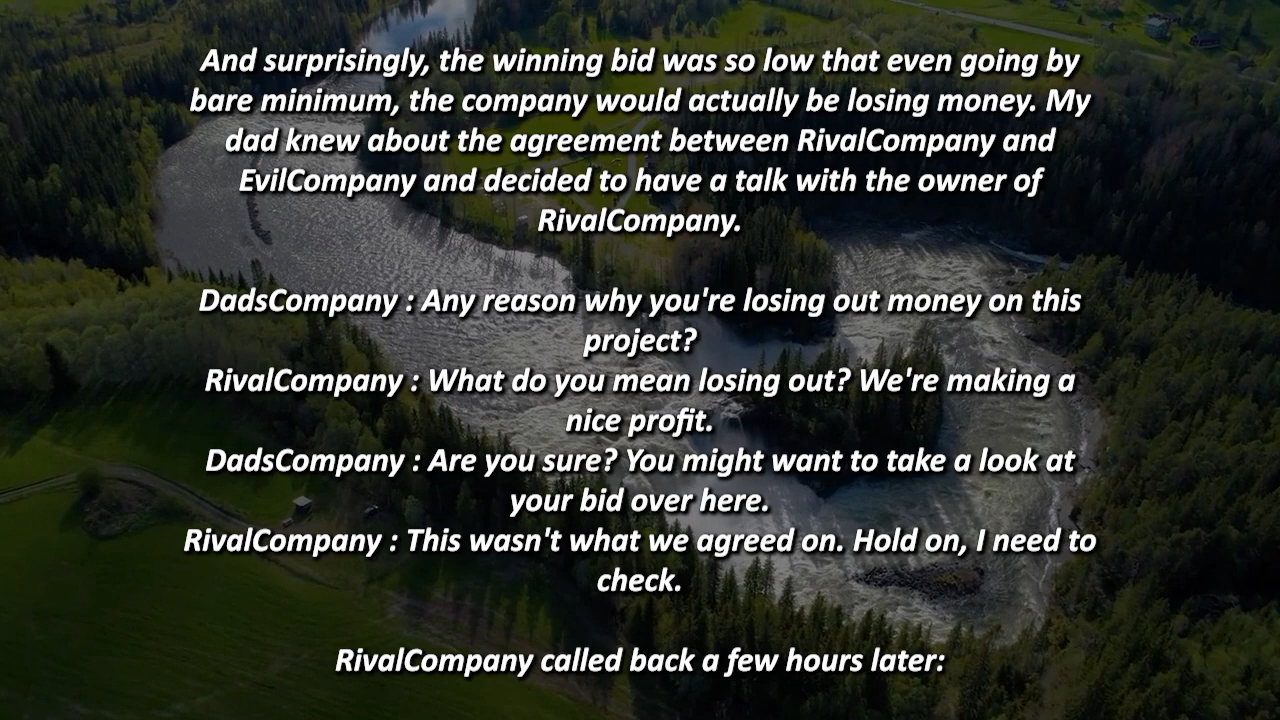 And surprisingly, the winning bid was so low that even going by
bare minimum, the company would actually be losing money. My
dad knew about the agreement between RivalCompany and
EvilCompany and decided to have a talk with the owner of
RivalCompany.
DadsCompany : Any reason why you're losing out money on this
project?
RivalCompany : What do you mean losing out? We're making a
nice profit.
DadsCompany : Are you sure? You might want to take a look at
your bid over here.
RivalCompany : This wasn't what we agreed on. Hold on, I need to
check.
RivalCompany called back a few hours later: